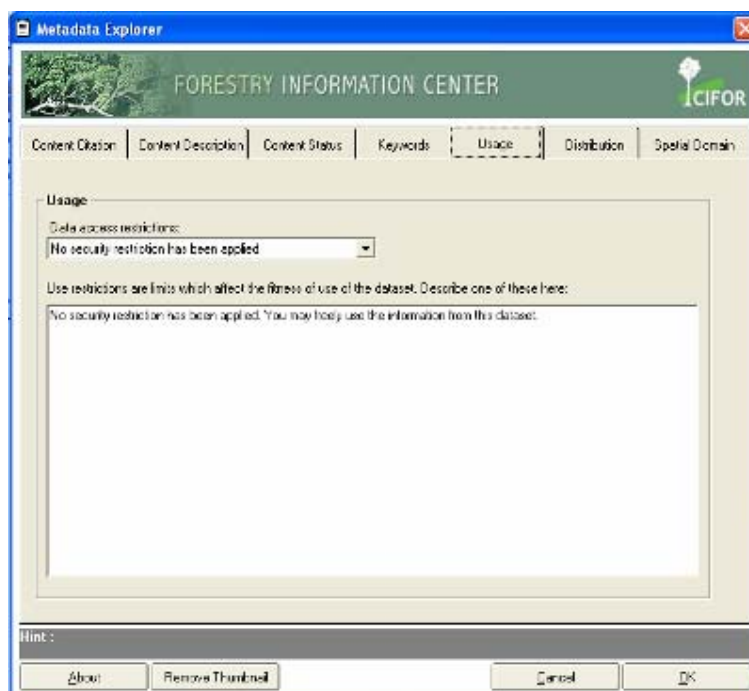 Metadata Explorer
FORESTRY INFORMATION CENTER
CIFOR
Content Citation Content Description Content Status Keywords Usage Distribution Spatial Domain
Usage
Data access restrictions:
No security restriction has been applied
Use restrictions are limits which affect the fitness of use of the dataset. Describe one of these here:
No security restriction has been applied. You may freely use the information from this dataset.
Hint :
About Remove Thumbnail Cancel OK